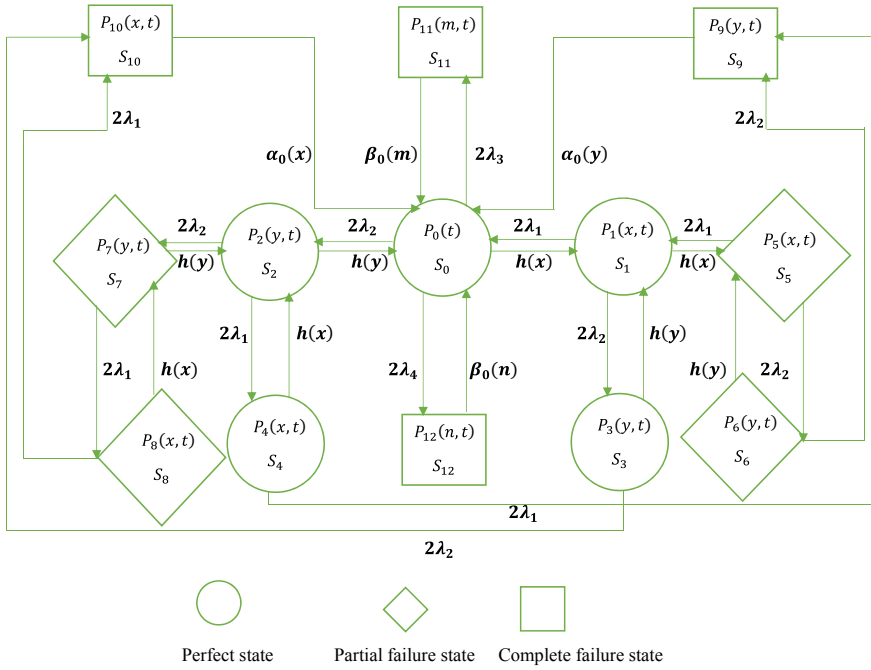 P₁₀(x, t)
S₁₀
P₁₁(m, t)
S₁₁
P₉(y, t)
S₉
2λ₁
2λ₂
α₀(x)
β₀(m)
2λ₃
α₀(y)
P₇(y, t)
S₇
2λ₂
h(y)
P₂(y, t)
S₂
2λ₂
h(y)
P₀(t)
S₀
2λ₁
h(x)
P₁(x, t)
S₁
2λ₁
h(x)
P₅(x, t)
S₅
2λ₁
h(x)
2λ₁
h(x)
2λ₄
β₀(n)
2λ₂
h(y)
h(y)
2λ₂
P₈(x, t)
S₈
P₄(x, t)
S₄
P₁₂(n, t)
S₁₂
P₃(y, t)
S₃
P₆(y, t)
S₆
2λ₁
2λ₂
Perfect state
Partial failure state
Complete failure state